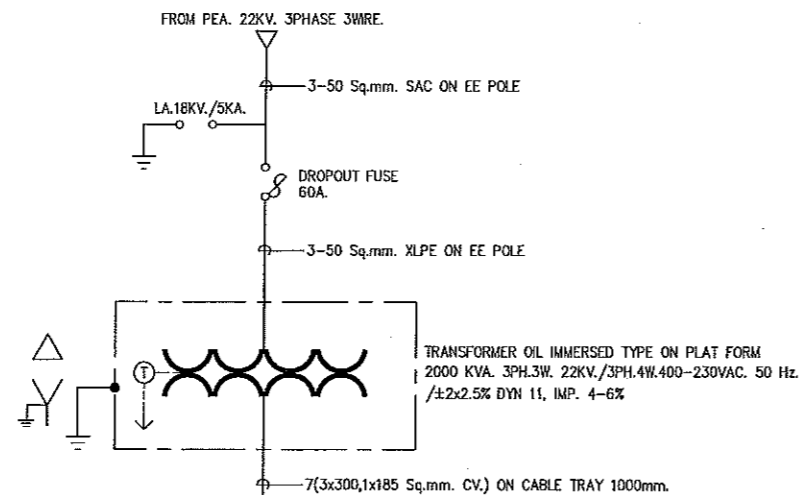 FROM PEA. 22KV. 3PHASE 3WIRE.
3-50 Sq.mm. SAC ON EE POLE
LA.18KV./5KA.
DROPOUT FUSE
60A.
3-50 Sq.mm. XLPE ON EE POLE
T
TRANSFORMER OIL IMMERSED TYPE ON PLAT FORM
2000 KVA. 3PH.3W. 22KV./3PH.4W.400-230VAC. 50 Hz.
/±2x2.5% DYN 11, IMP. 4-6%
7(3x300,1x185 Sq.mm. CV.) ON CABLE TRAY 1000mm.